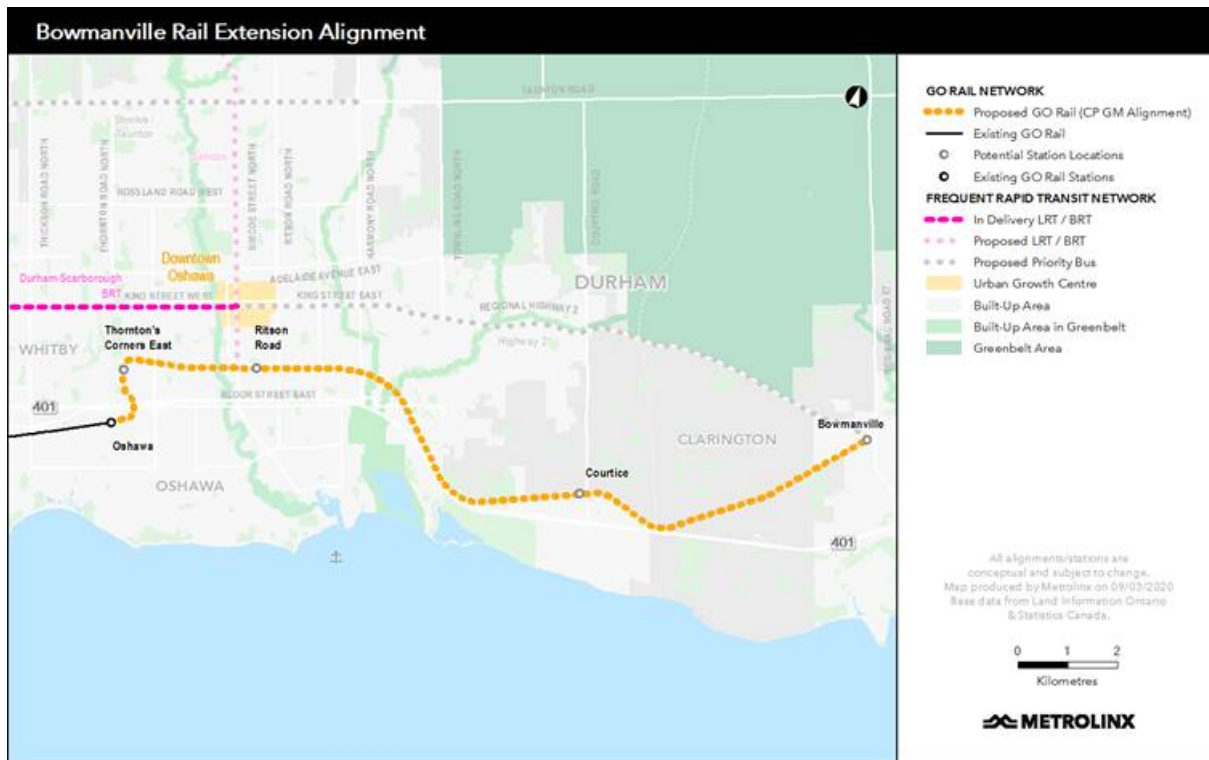 Bowmanville Rail Extension Alignment
TAUNTON ROAD
Taunton
THICKSON ROAD NORTH
THORNTON ROAD NORTH
SIMCOE STREET NORTH
RITSON ROAD NORTH
HARMONY ROAD NORTH
TOWNLINE ROAD NORTH
COURTICE ROAD
ROSSLAND ROAD WEST
Downtown
Oshawa
ADELAIDE AVENUE EAST
Durham-Scarborough
BRT
KING STREET WEST
KING STREET EAST
DURHAM
REGIONAL HIGHWAY 2
Highway 2
Thornton's
Corners East
Ritson
Road
WHITBY
BLOOR STREET EAST
401
Oshawa
OSHAWA
Bowmanville
CLARINGTON
Courtice
401
GO RAIL NETWORK
Proposed GO Rail (CP GM Alignment)
Existing GO Rail
Potential Station Locations
Existing GO Rail Stations
FREQUENT RAPID TRANSIT NETWORK
In Delivery LRT / BRT
Proposed LRT / BRT
Proposed Priority Bus
Urban Growth Centre
Built-Up Area
Built-Up Area in Greenbelt
Greenbelt Area
All alignments/stations are
conceptual and subject to change.
Map produced by Metrolinx on 09/03/2020
Base data from Land Information Ontario
& Statistics Canada.
0 1 2
Kilometres
METROLINX